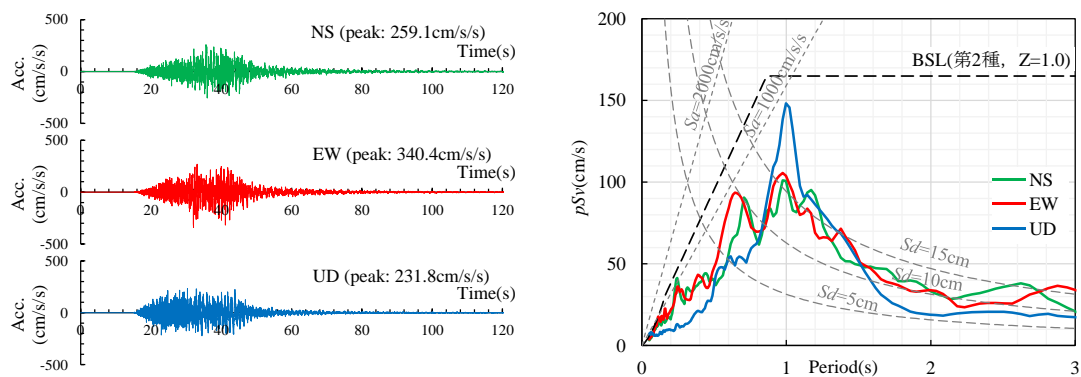 500
NS (peak: 259.1cm/s/s)
Time(s)
Acc.
(cm/s/s)
0
0 20 40 60 80 100 120
-500
500
EW (peak: 340.4cm/s/s)
Time(s)
Acc.
(cm/s/s)
0
0 20 40 60 80 100 120
-500
500
UD (peak: 231.8cm/s/s)
Time(s)
Acc.
(cm/s/s)
0
0 20 40 60 80 100 120
-500
200
150
100
50
0
pSv(cm/s)
Sa=2000cm/s/s
Sa=1000cm/s/s
BSL(第2種，Z=1.0)
NS
EW
UD
Sd=15cm
Sd=10cm
Sd=5cm
0 1 2 3
Period(s)